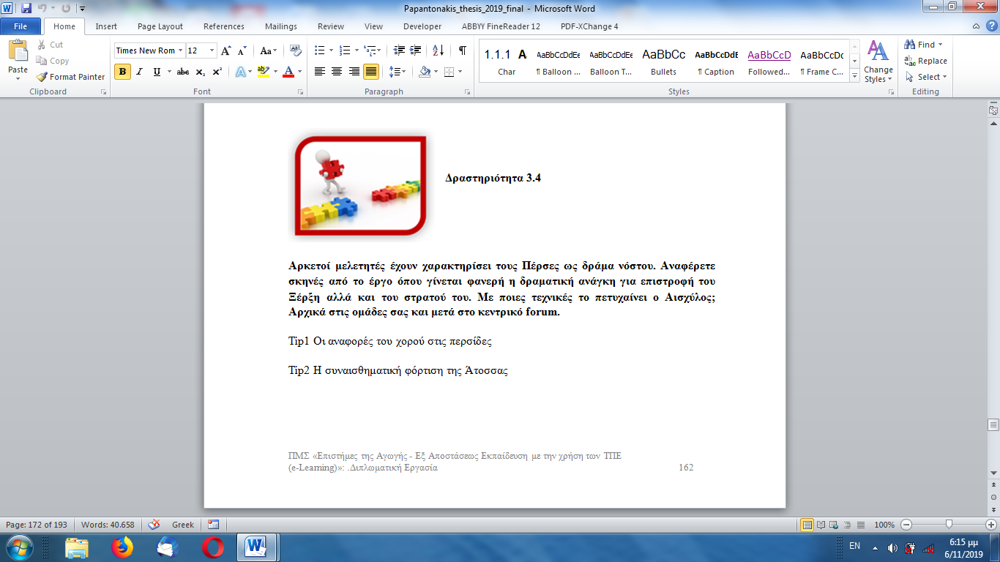 Papantonakis_thesis_2019_final - Microsoft Word
File Home Insert Page Layout References Mailings Review View Developer ABBYY FineReader 12 PDF-XChange 4
Paste
Cut
Copy
Format Painter
Clipboard
Times New Rom 12
Font
Paragraph
1.1.1 A AaBbCcDdEe AaBbCcDdEe AaBbCc AaBbCcDdE AaBbCcD AaBbCcDc
Char ¶ Balloon ... Balloon T... Bullets ¶ Caption Followed... ¶ Frame C...
Change Styles
Styles
Find
Replace
Select
Editing
Δραστηριότητα 3.4
Αρκετοί μελετητές έχουν χαρακτηρίσει τους Πέρσες ως δράμα νόστου. Αναφέρετε
σκηνές από το έργο όπου γίνεται φανερή η δραματική ανάγκη για επιστροφή του
Ξέρξη αλλά και του στρατού του. Με ποιες τεχνικές το πετυχαίνει ο Αισχύλος;
Αρχικά στις ομάδες σας και μετά στο κεντρικό forum.
Tip1 Οι αναφορές του χορού στις περσίδες
Tip2 Η συναισθηματική φόρτιση της Άτοσσας
ΠΜΣ «Επιστήμες της Αγωγής - Εξ Αποστάσεως Εκπαίδευση με την χρήση των ΤΠΕ
(e-Learning)»: .Διπλωματική Εργασία 162
Page: 172 of 193 Words: 40.658 Greek 100%
EN 6:15 μμ
6/11/2019